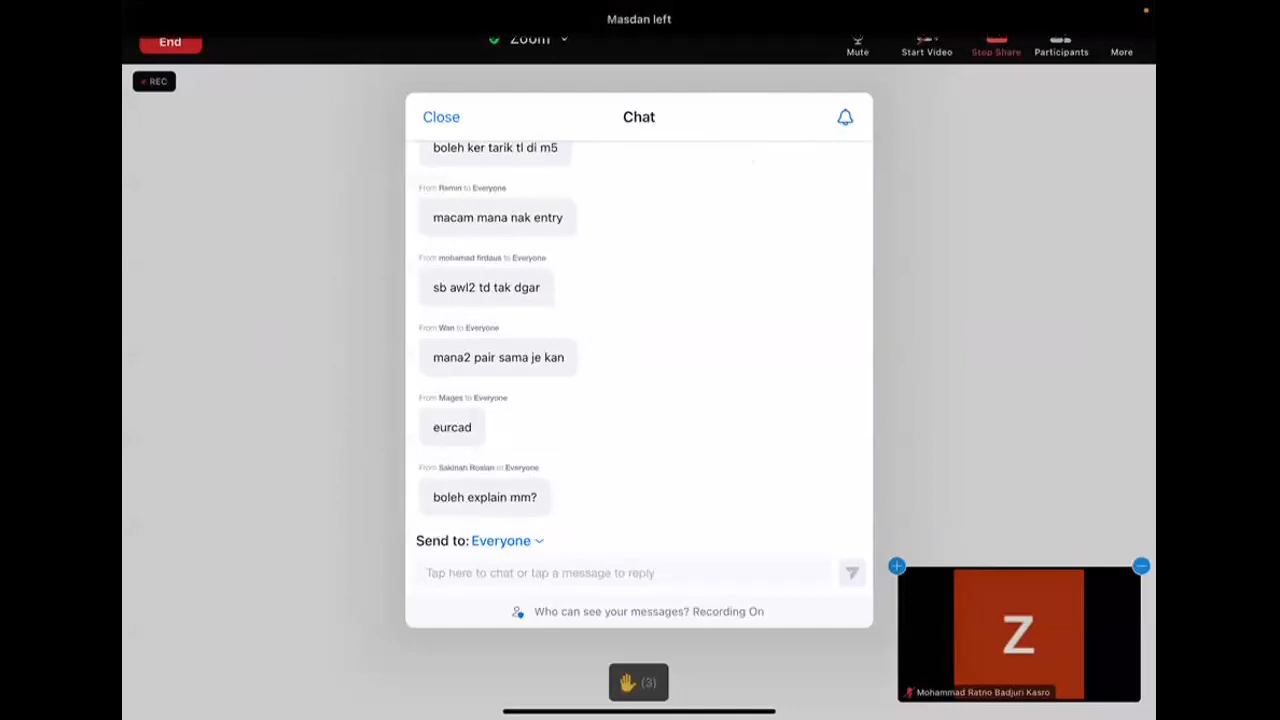 Masdan left
End
Zoom
Mute
Start Video
Stop Share
Participants
More
REC
Close
Chat
boleh ker tarik tl di m5
From Ramin to Everyone
macam mana nak entry
From mohamad firdaus to Everyone
sb awl2 td tak dgar
From Wan to Everyone
mana2 pair sama je kan
From Mages to Everyone
eurcad
From Sakinah Roslan to Everyone
boleh explain mm?
Send to: Everyone
Tap here to chat or tap a message to reply
Who can see your messages? Recording On
Z
Mohammad Ratno Badjuri Kasro
(3)